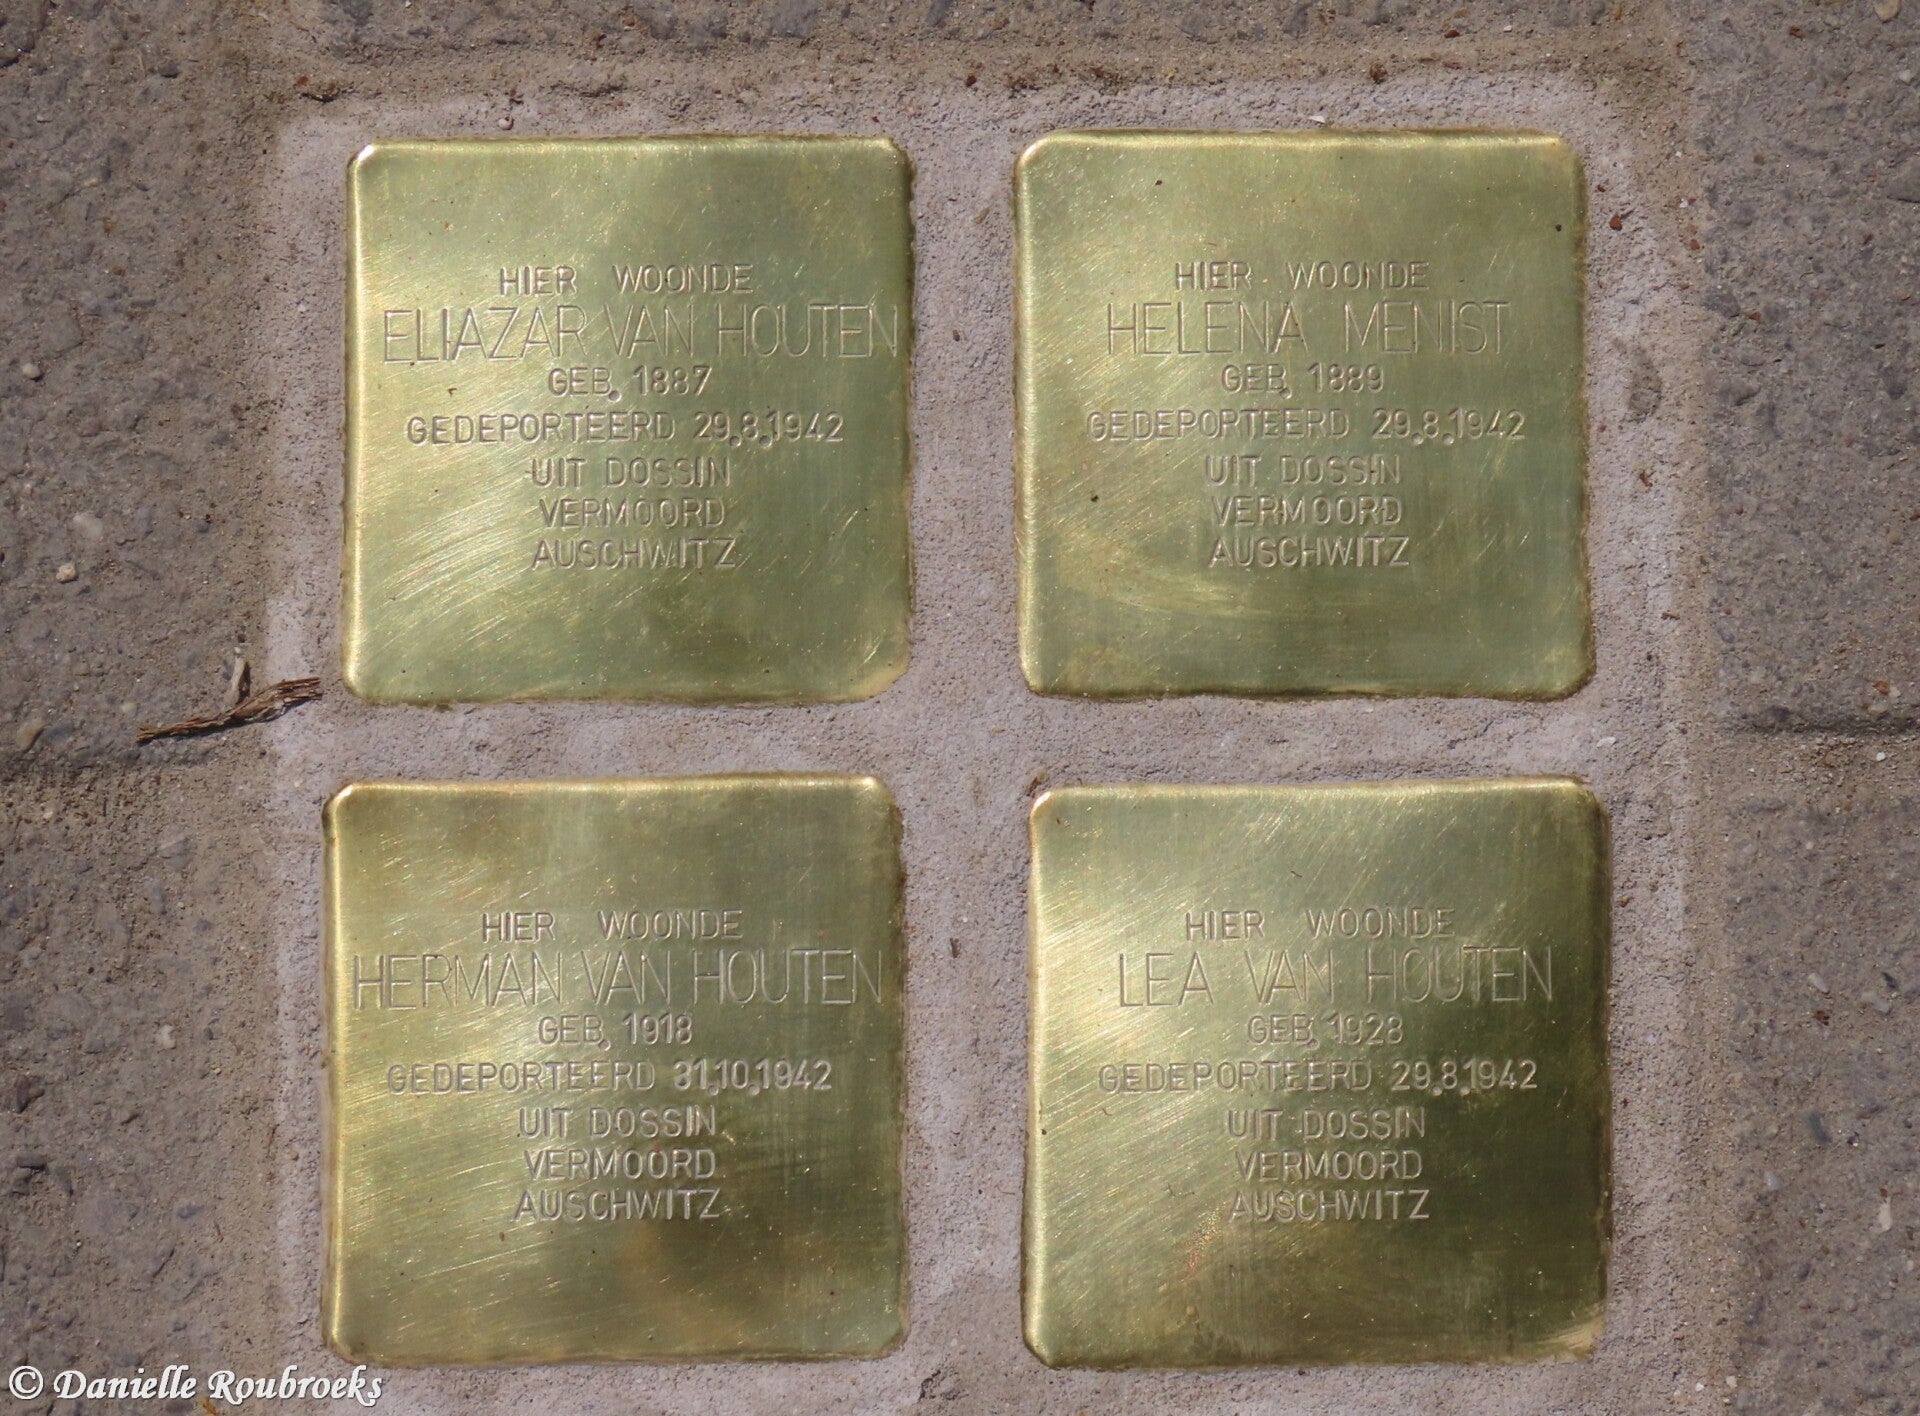 HIER WOONDE
ELIAZAR VAN HOUTEN
GEB. 1887
GEDEPORTEERD 29.8.1942
UIT DOSSIN
VERMOORD
AUSCHWITZ
HIER WOONDE
HELENA MENIST
GEB. 1889
GEDEPORTEERD 29.8.1942
UIT DOSSIN
VERMOORD
AUSCHWITZ
HIER WOONDE
HERMAN VAN HOUTEN
GEB. 1918
GEDEPORTEERD 31.10.1942
UIT DOSSIN
VERMOORD
AUSCHWITZ
HIER WOONDE
LEA VAN HOUTEN
GEB. 1928
GEDEPORTEERD 29.8.1942
UIT DOSSIN
VERMOORD
AUSCHWITZ
© Danielle Roubroeks